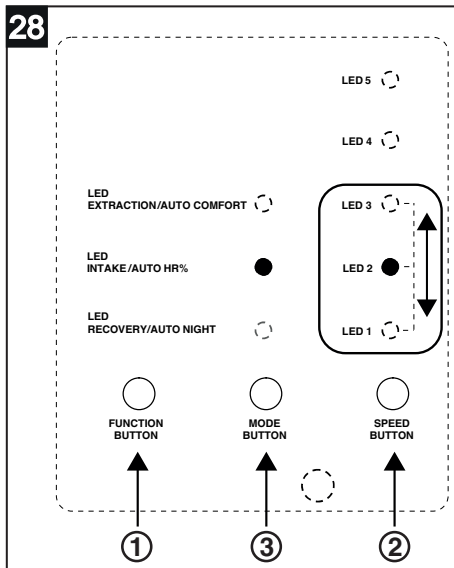 28
LED 5
LED 4
LED
EXTRACTION/AUTO COMFORT
LED 3
LED
INTAKE/AUTO HR%
LED 2
LED
RECOVERY/AUTO NIGHT
LED 1
FUNCTION
BUTTON
MODE
BUTTON
SPEED
BUTTON
1
3
2